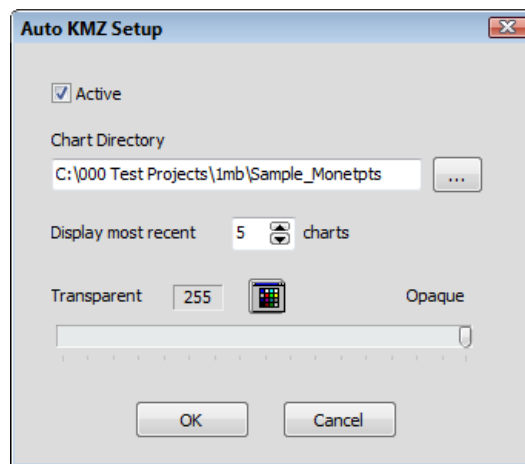 Auto KMZ Setup
Active
Chart Directory
C:\000 Test Projects\1mb\Sample_Monetpts
...
Display most recent 5 charts
Transparent 255 Opaque
OK Cancel